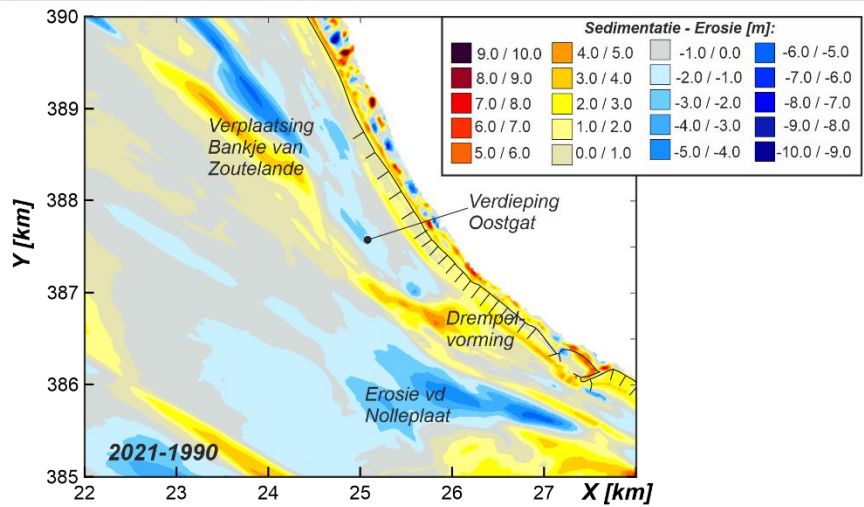 Sedimentatie - Erosie [m]:
9.0 / 10.0
8.0 / 9.0
7.0 / 8.0
6.0 / 7.0
5.0 / 6.0
4.0 / 5.0
3.0 / 4.0
2.0 / 3.0
1.0 / 2.0
0.0 / 1.0
-1.0 / 0.0
-2.0 / -1.0
-3.0 / -2.0
-4.0 / -3.0
-5.0 / -4.0
-6.0 / -5.0
-7.0 / -6.0
-8.0 / -7.0
-9.0 / -8.0
-10.0 / -9.0
Y [km]
390
389
388
387
386
385
Verplaatsing
Bankje van
Zoutelande
Verdieping
Oostgat
Drempel-
vorming
Erosie vd
Nolleplaat
2021-1990
22
23
24
25
26
27
X [km]